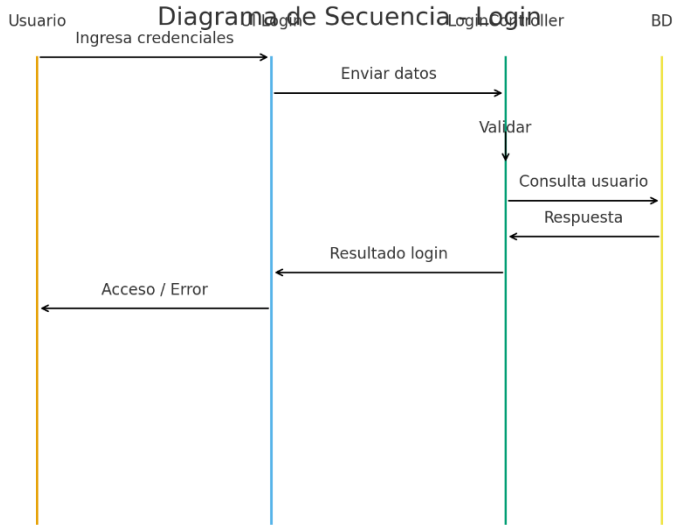 Diagrama de Secuencia - Login
Usuario
UI Login
LoginController
BD
Ingresa credenciales
Enviar datos
Validar
Consulta usuario
Respuesta
Resultado login
Acceso / Error